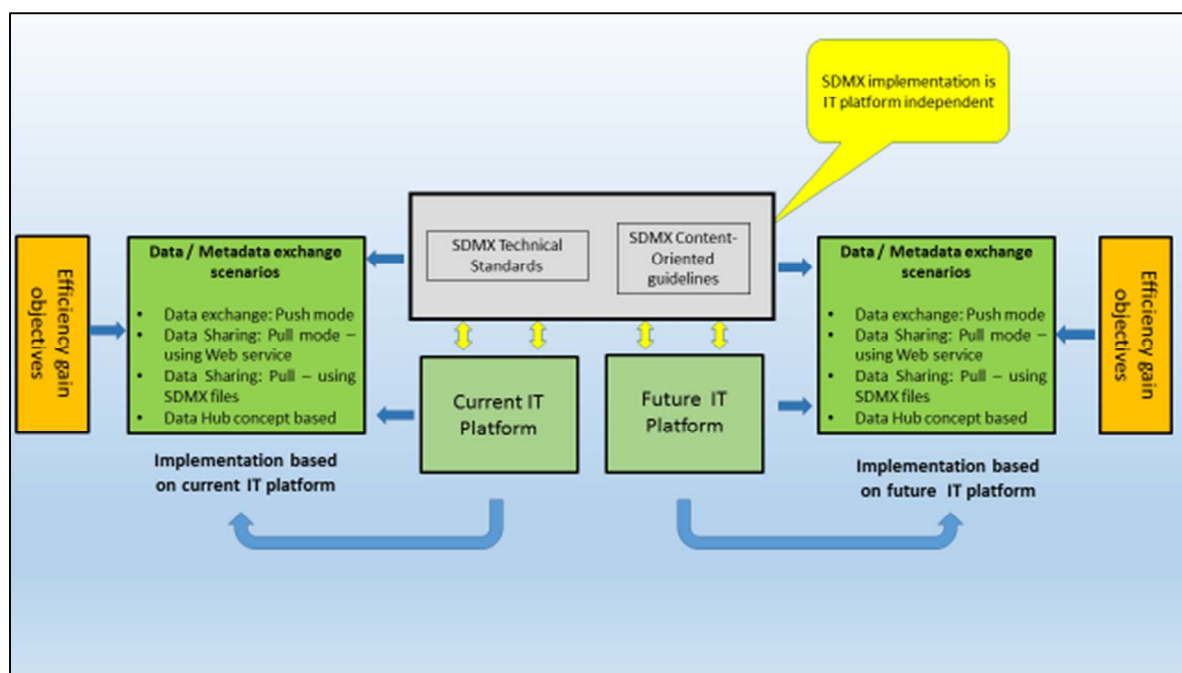 SDMX implementation is
IT platform independent
SDMX Technical
Standards
SDMX Content-
Oriented
guidelines
Efficiency gain
objectives
Data / Metadata exchange
scenarios
• Data exchange: Push mode
• Data Sharing: Pull mode –
using Web service
• Data Sharing: Pull – using
SDMX files
• Data Hub concept based
Implementation based
on current IT platform
Current IT
Platform
Future IT
Platform
Data / Metadata exchange
scenarios
• Data exchange: Push mode
• Data Sharing: Pull mode –
using Web service
• Data Sharing: Pull – using
SDMX files
• Data Hub concept based
Implementation based
on future IT platform
Efficiency gain
objectives